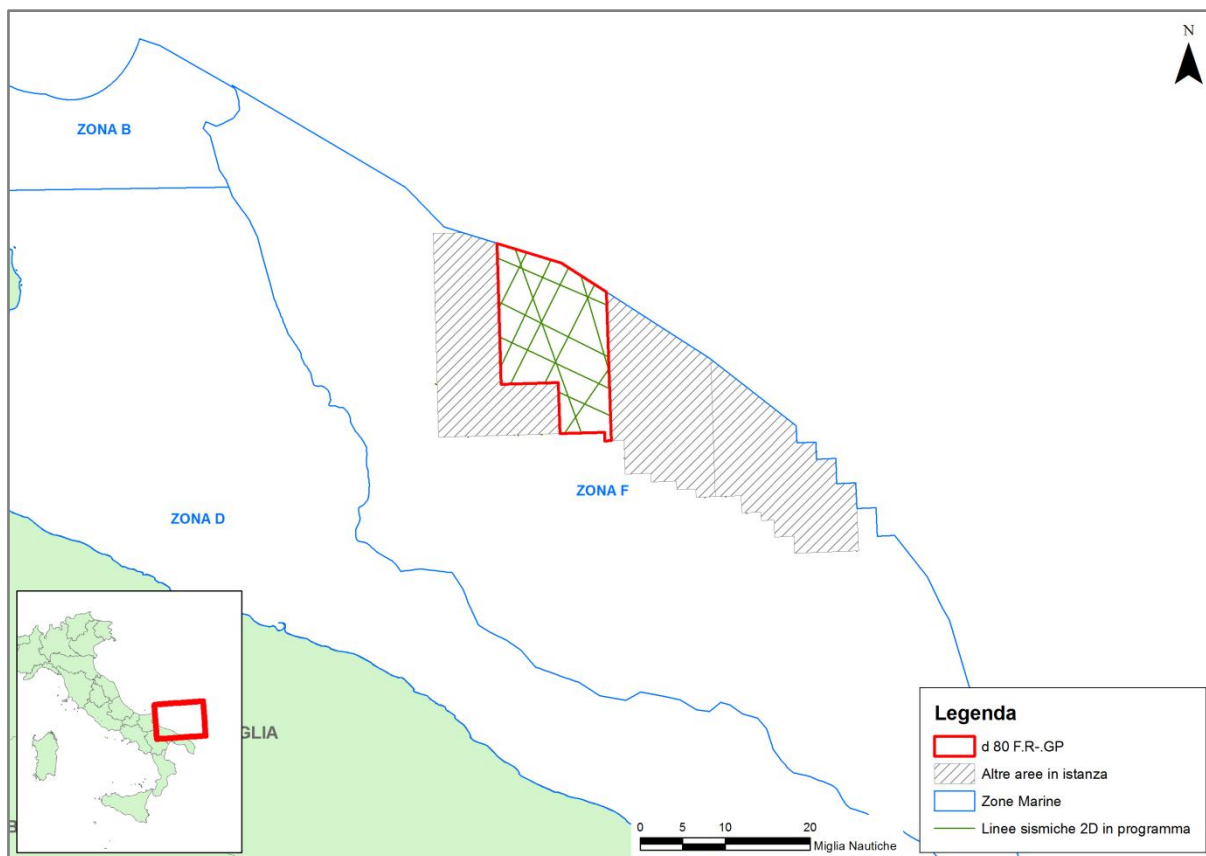 N
ZONA B
ZONA F
ZONA D
GLIA
B
Legenda
d 80 F.R-.GP
Altre aree in istanza
Zone Marine
Linee sismiche 2D in programma
0 5 10 20
Miglia Nautiche